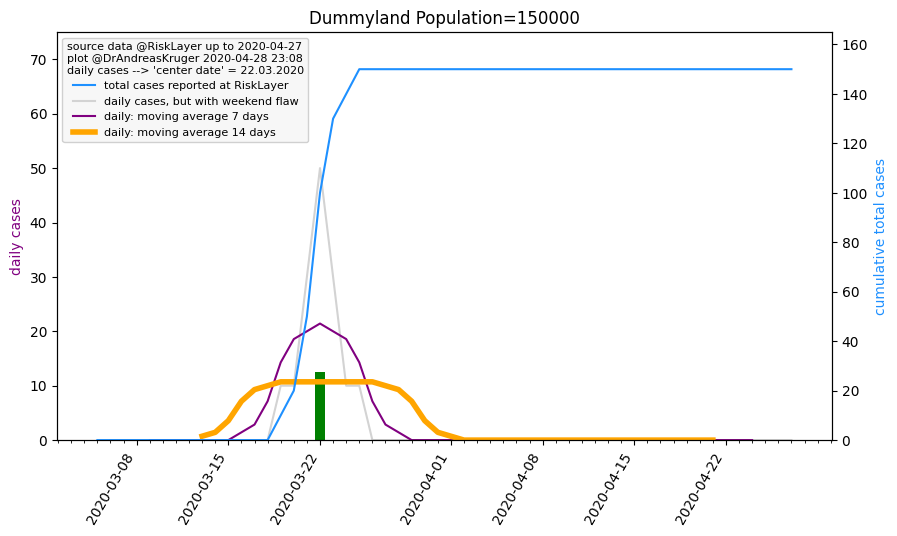 Dummyland Population=150000
source data @RiskLayer up to 2020-04-27
plot @DrAndreasKruger 2020-04-28 23:08
daily cases --> 'center date' = 22.03.2020
total cases reported at RiskLayer
daily cases, but with weekend flaw
daily: moving average 7 days
daily: moving average 14 days
daily cases
70
60
50
40
30
20
10
0
cumulative total cases
160
140
120
100
80
60
40
20
0
2020-03-08
2020-03-15
2020-03-22
2020-04-01
2020-04-08
2020-04-15
2020-04-22